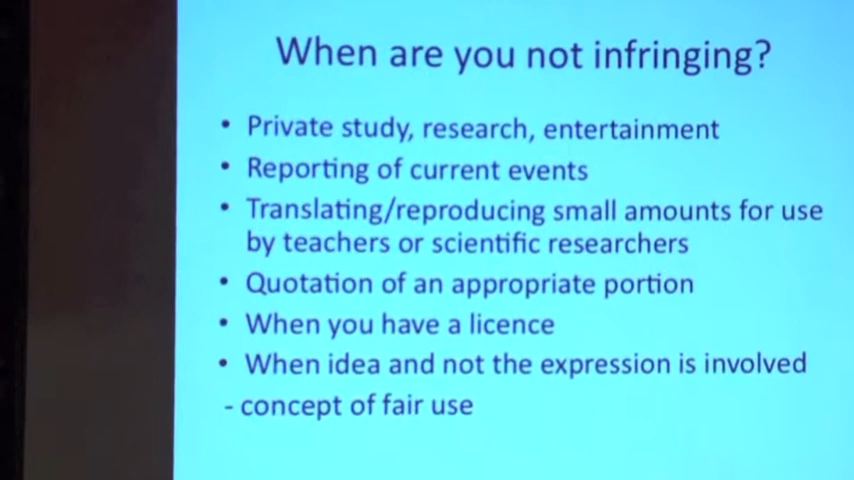 When are you not infringing?
• Private study, research, entertainment
• Reporting of current events
• Translating/reproducing small amounts for use
by teachers or scientific researchers
• Quotation of an appropriate portion
• When you have a licence
• When idea and not the expression is involved
- concept of fair use